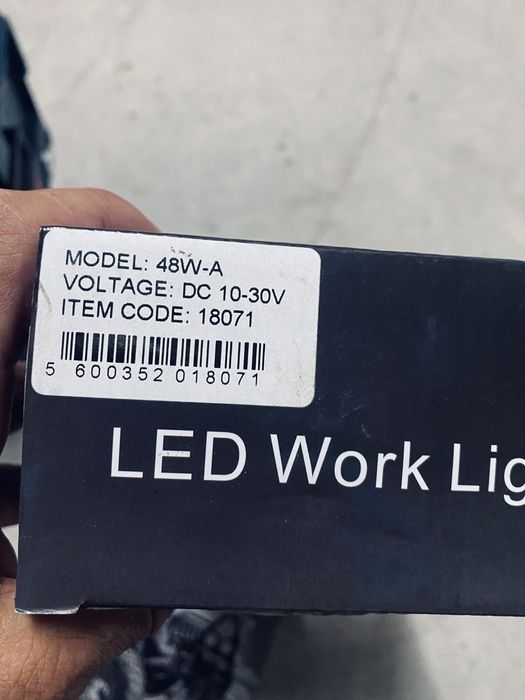 MODEL: 48W-A
VOLTAGE: DC 10-30V
ITEM CODE: 18071
5 600352 018071
LED Work Lig